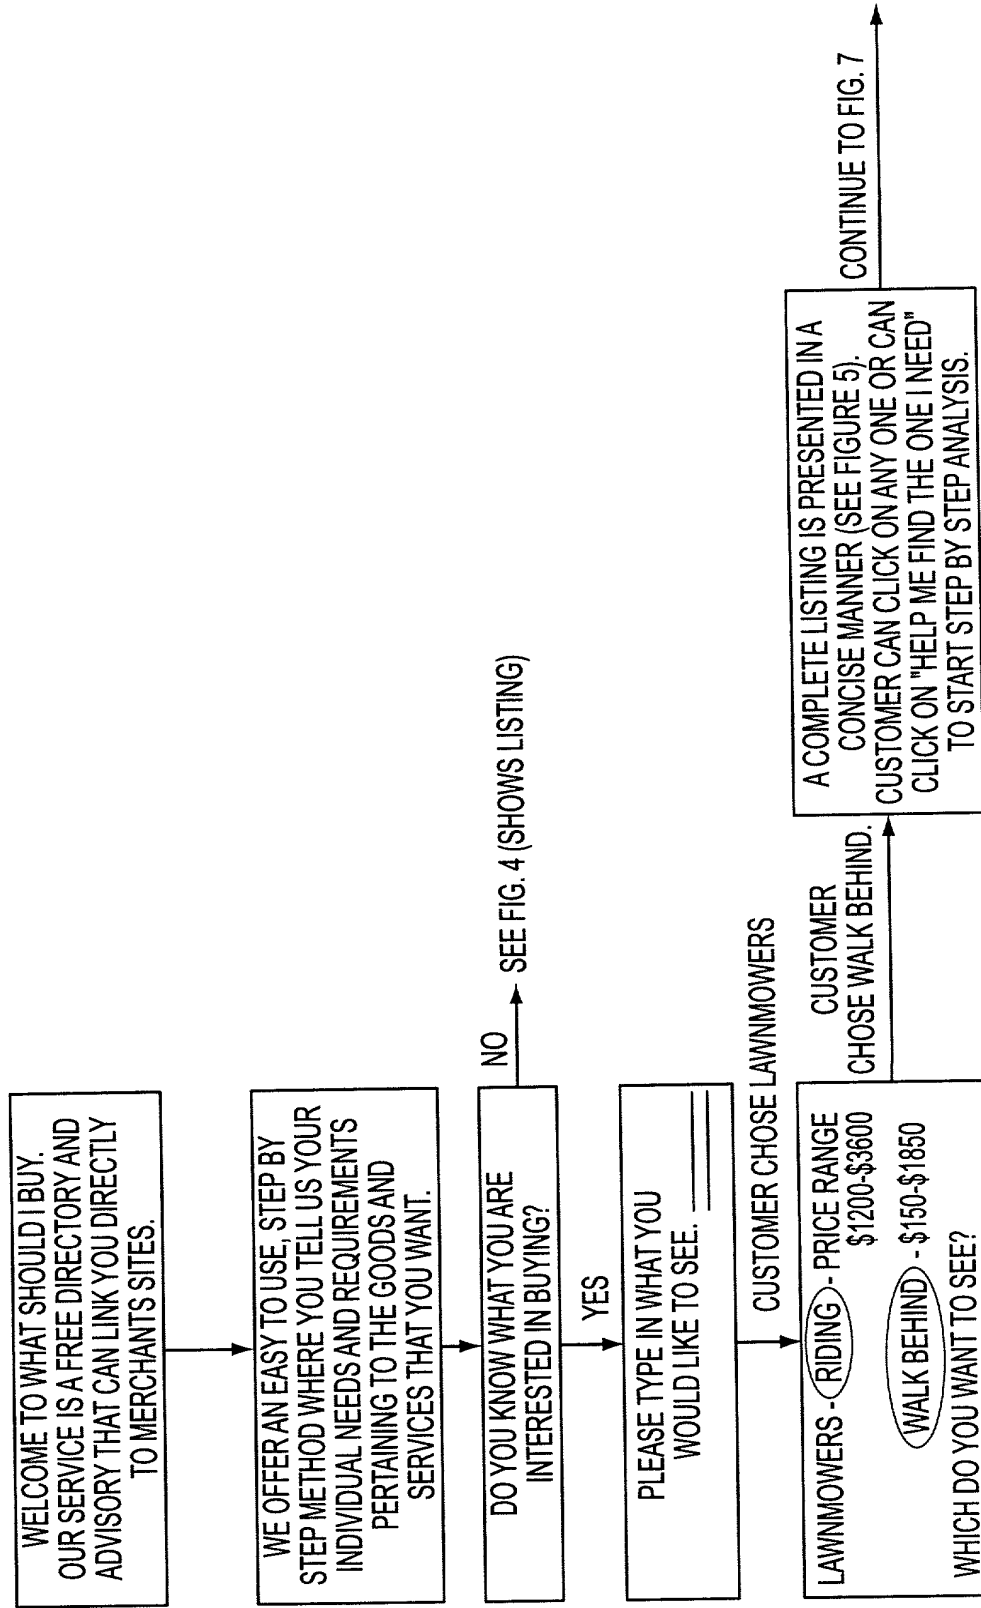 WELCOME TO WHAT SHOULD I BUY.
OUR SERVICE IS A FREE DIRECTORY AND
ADVISORY THAT CAN LINK YOU DIRECTLY
TO MERCHANTS SITES.
WE OFFER AN EASY TO USE, STEP BY
STEP METHOD WHERE YOU TELL US YOUR
INDIVIDUAL NEEDS AND REQUIREMENTS
PERTAINING TO THE GOODS AND
SERVICES THAT YOU WANT.
DO YOU KNOW WHAT YOU ARE
INTERESTED IN BUYING?
NO
SEE FIG. 4 (SHOWS LISTING)
YES
PLEASE TYPE IN WHAT YOU
WOULD LIKE TO SEE.
CUSTOMER CHOSE LAWNMOWERS
LAWNMOWERS - RIDING - PRICE RANGE
$1200-$3600
WALK BEHIND - $150-$1850
WHICH DO YOU WANT TO SEE?
CUSTOMER
CHOSE WALK BEHIND.
A COMPLETE LISTING IS PRESENTED IN A
CONCISE MANNER (SEE FIGURE 5).
CUSTOMER CAN CLICK ON ANY ONE OR CAN
CLICK ON "HELP ME FIND THE ONE I NEED"
TO START STEP BY STEP ANALYSIS.
CONTINUE TO FIG. 7